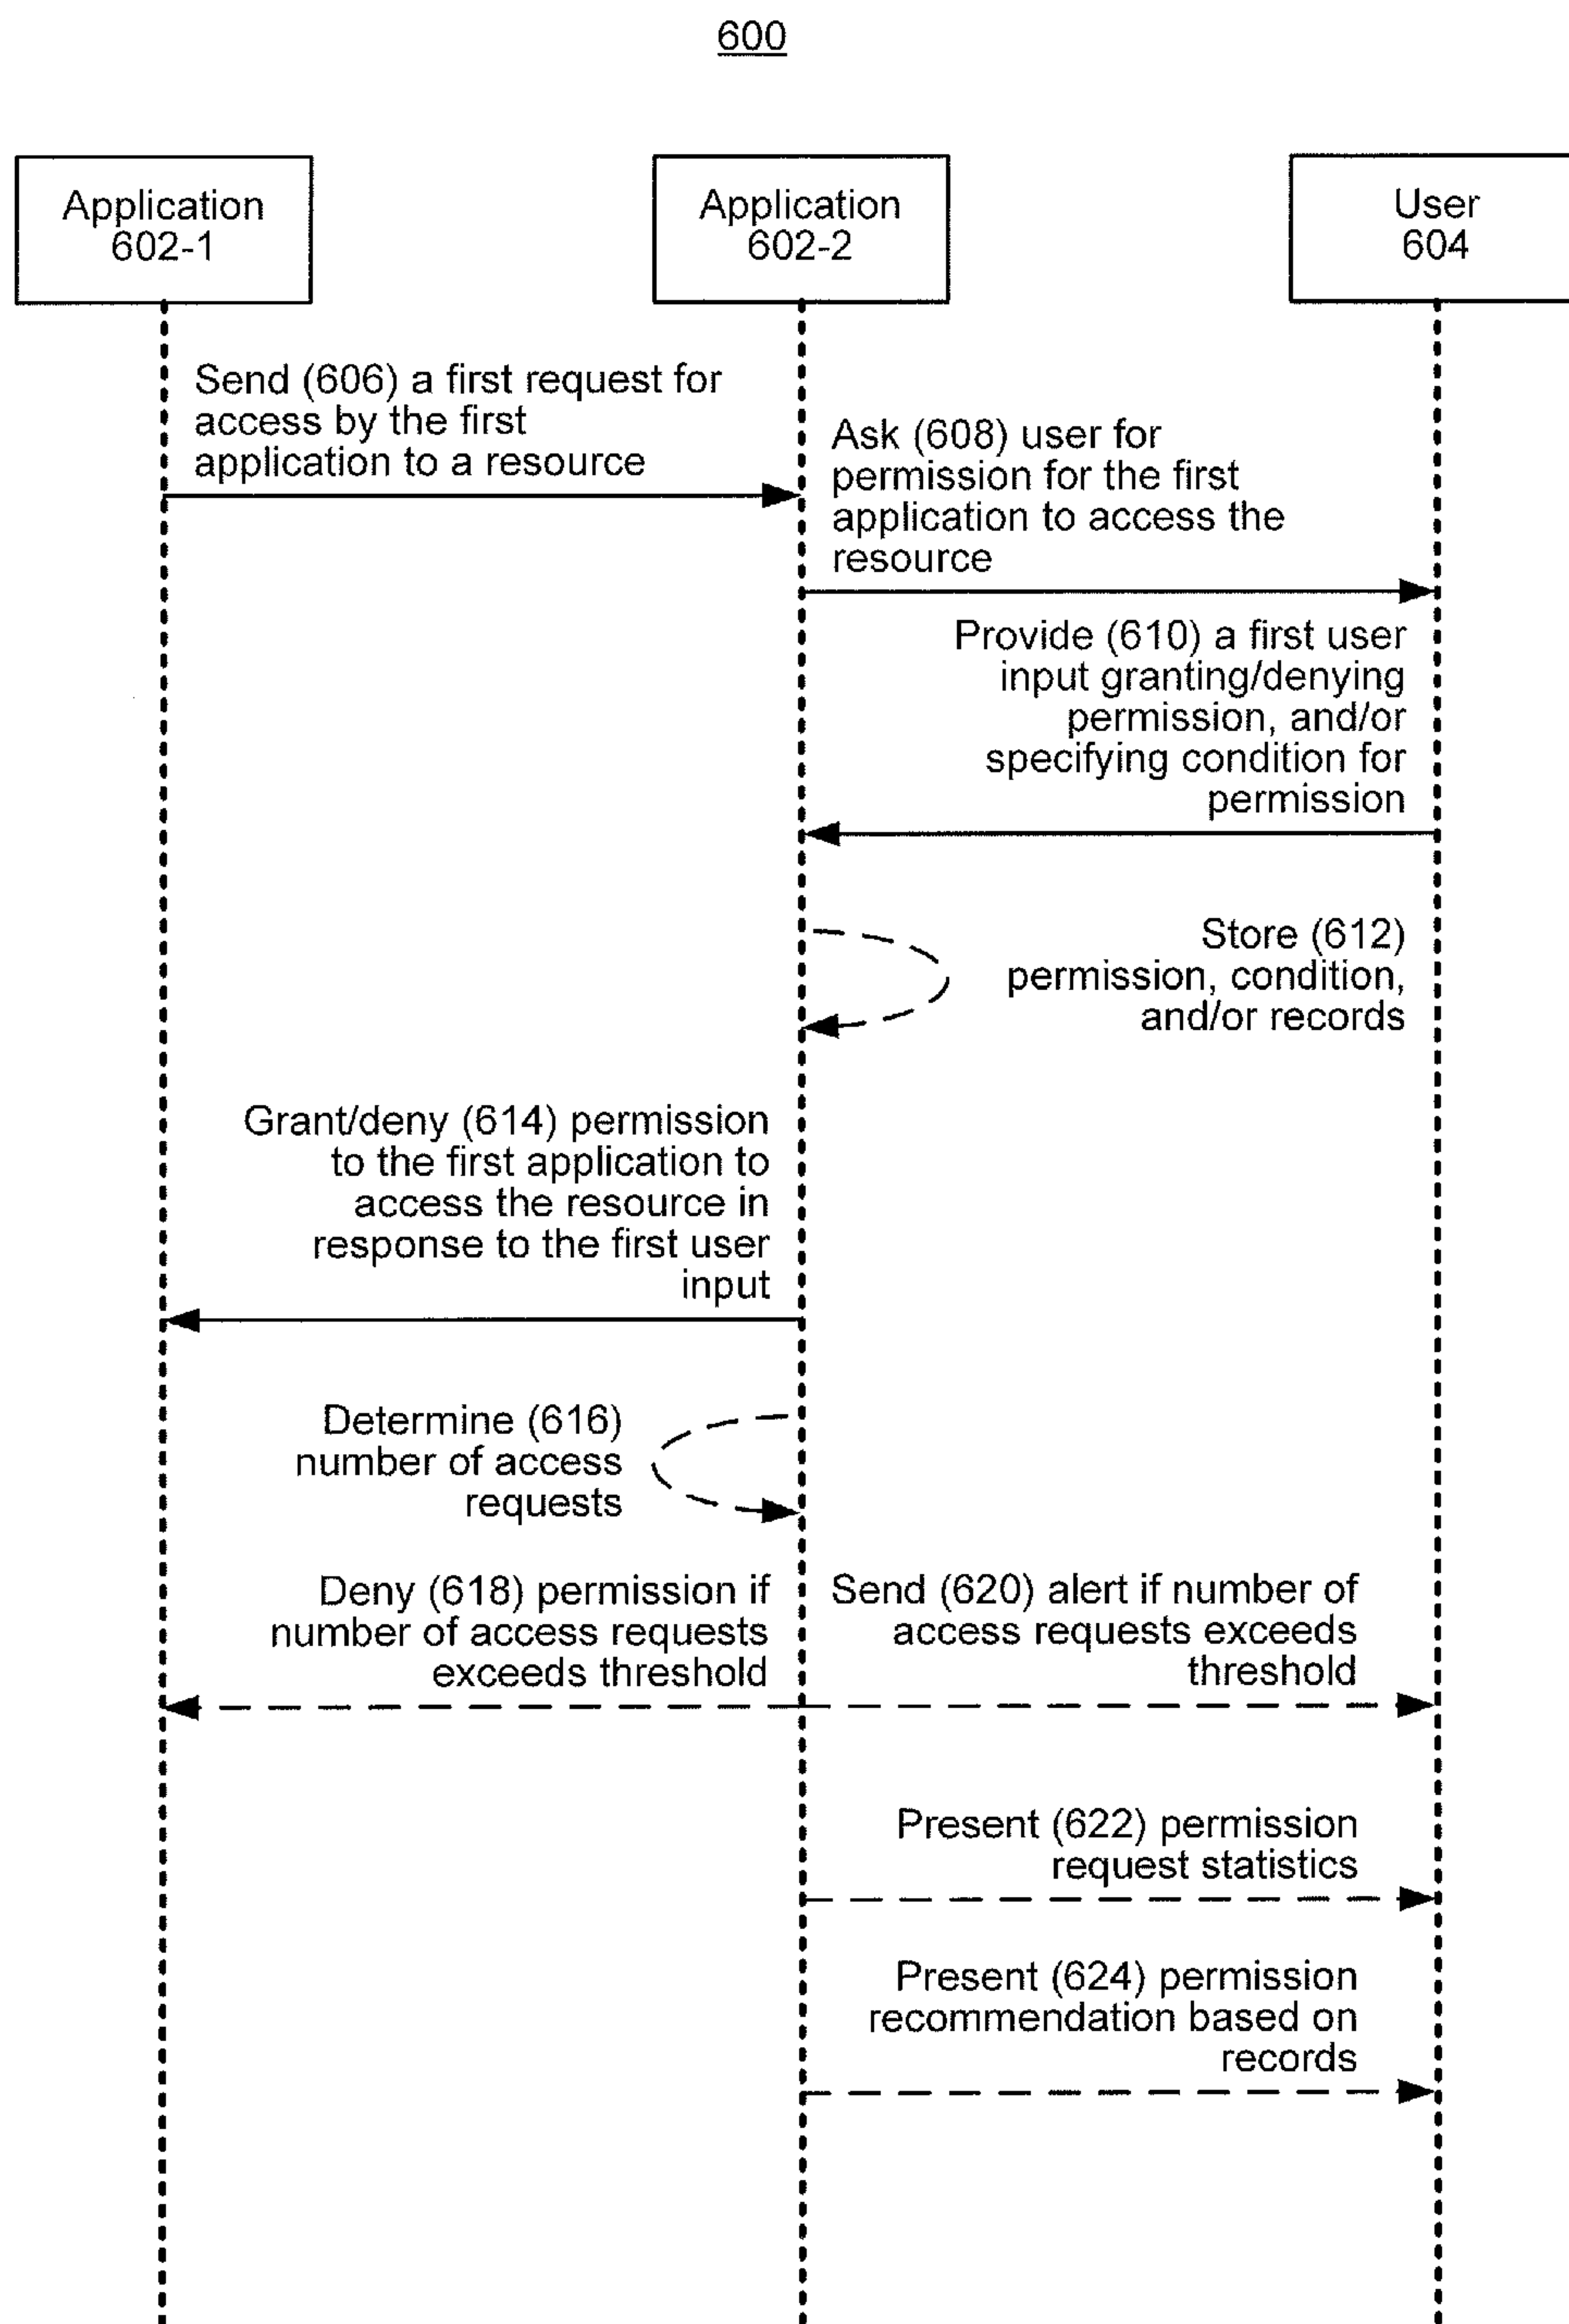 600
Application
602-1
Application
602-2
User
604
Send (606) a first request for
access by the first
application to a resource
Ask (608) user for
permission for the first
application to access the
resource
Provide (610) a first user
input granting/denying
permission, and/or
specifying condition for
permission
Store (612)
permission, condition,
and/or records
Grant/deny (614) permission
to the first application to
access the resource in
response to the first user
input
Determine (616)
number of access
requests
Deny (618) permission if
number of access requests
exceeds threshold
Send (620) alert if number of
access requests exceeds
threshold
Present (622) permission
request statistics
Present (624) permission
recommendation based on
records